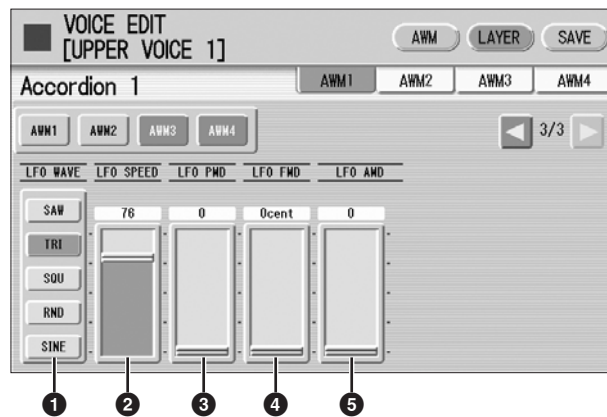 VOICE EDIT
[UPPER VOICE 1]
AWM LAYER SAVE
Accordion 1
AWM1 AWM2 AWM3 AWM4
AWM1 AWM2 AWM3 AWM4
3/3
LFO WAVE LFO SPEED LFO PMD LFO FMD LFO AMD
76 0 0cent 0
SAW
TRI
SQU
RND
SINE
1 2 3 4 5